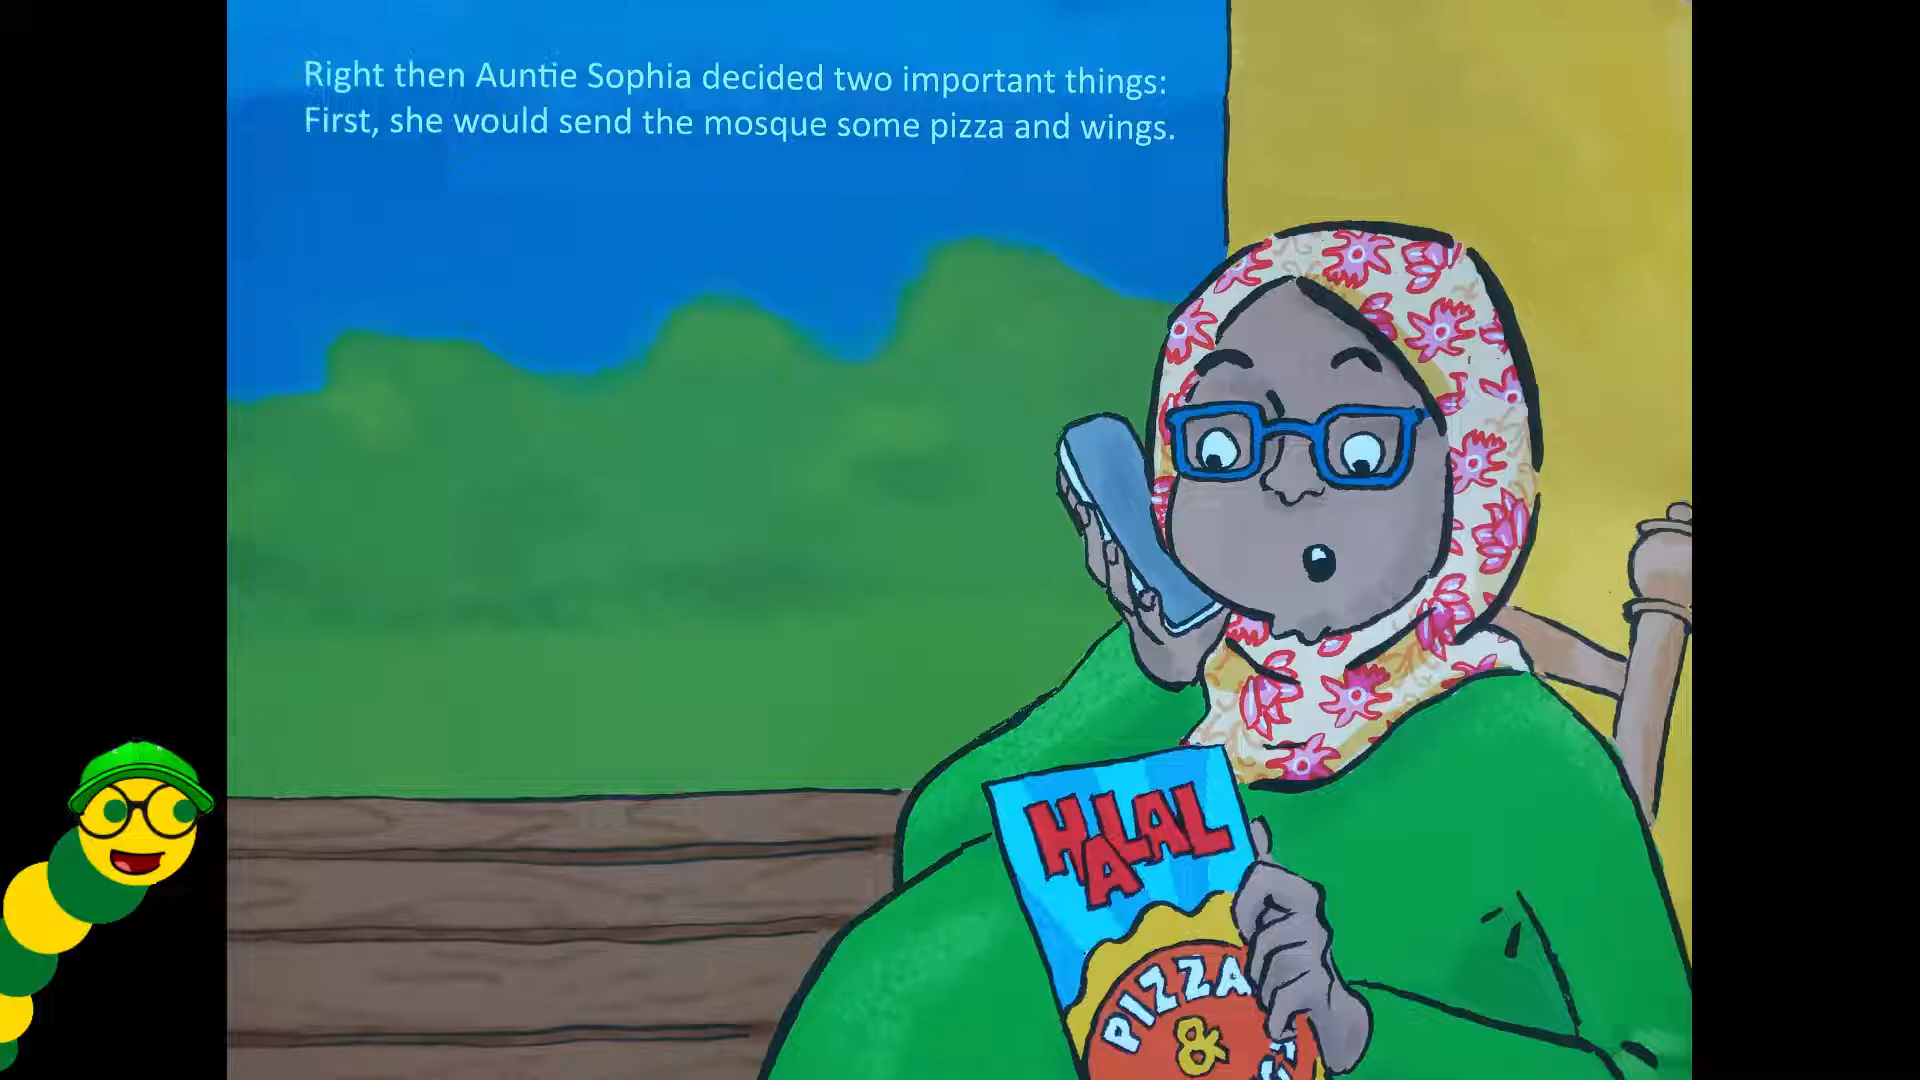 Right then Auntie Sophia decided two important things:
First, she would send the mosque some pizza and wings.
HALAL
PIZZA
&